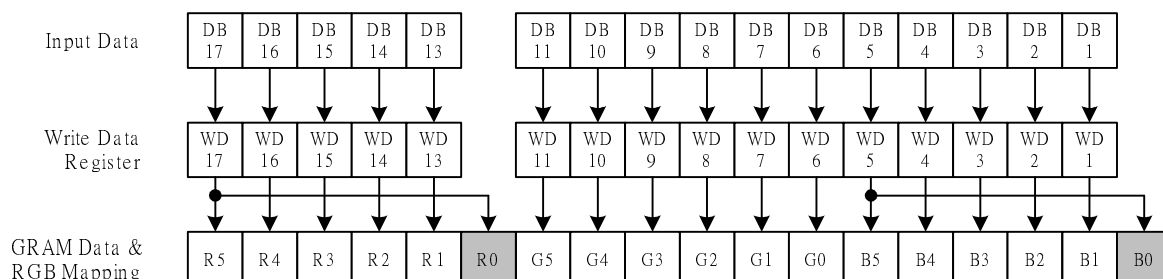 Input Data
DB 17 DB 16 DB 15 DB 14 DB 13 DB 11 DB 10 DB 9 DB 8 DB 7 DB 6 DB 5 DB 4 DB 3 DB 2 DB 1
Write Data Register
WD 17 WD 16 WD 15 WD 14 WD 13 WD 11 WD 10 WD 9 WD 8 WD 7 WD 6 WD 5 WD 4 WD 3 WD 2 WD 1
GRAM Data & RGB Mapping
R5 R4 R3 R2 R1 R0 G5 G4 G3 G2 G1 G0 B5 B4 B3 B2 B1 B0